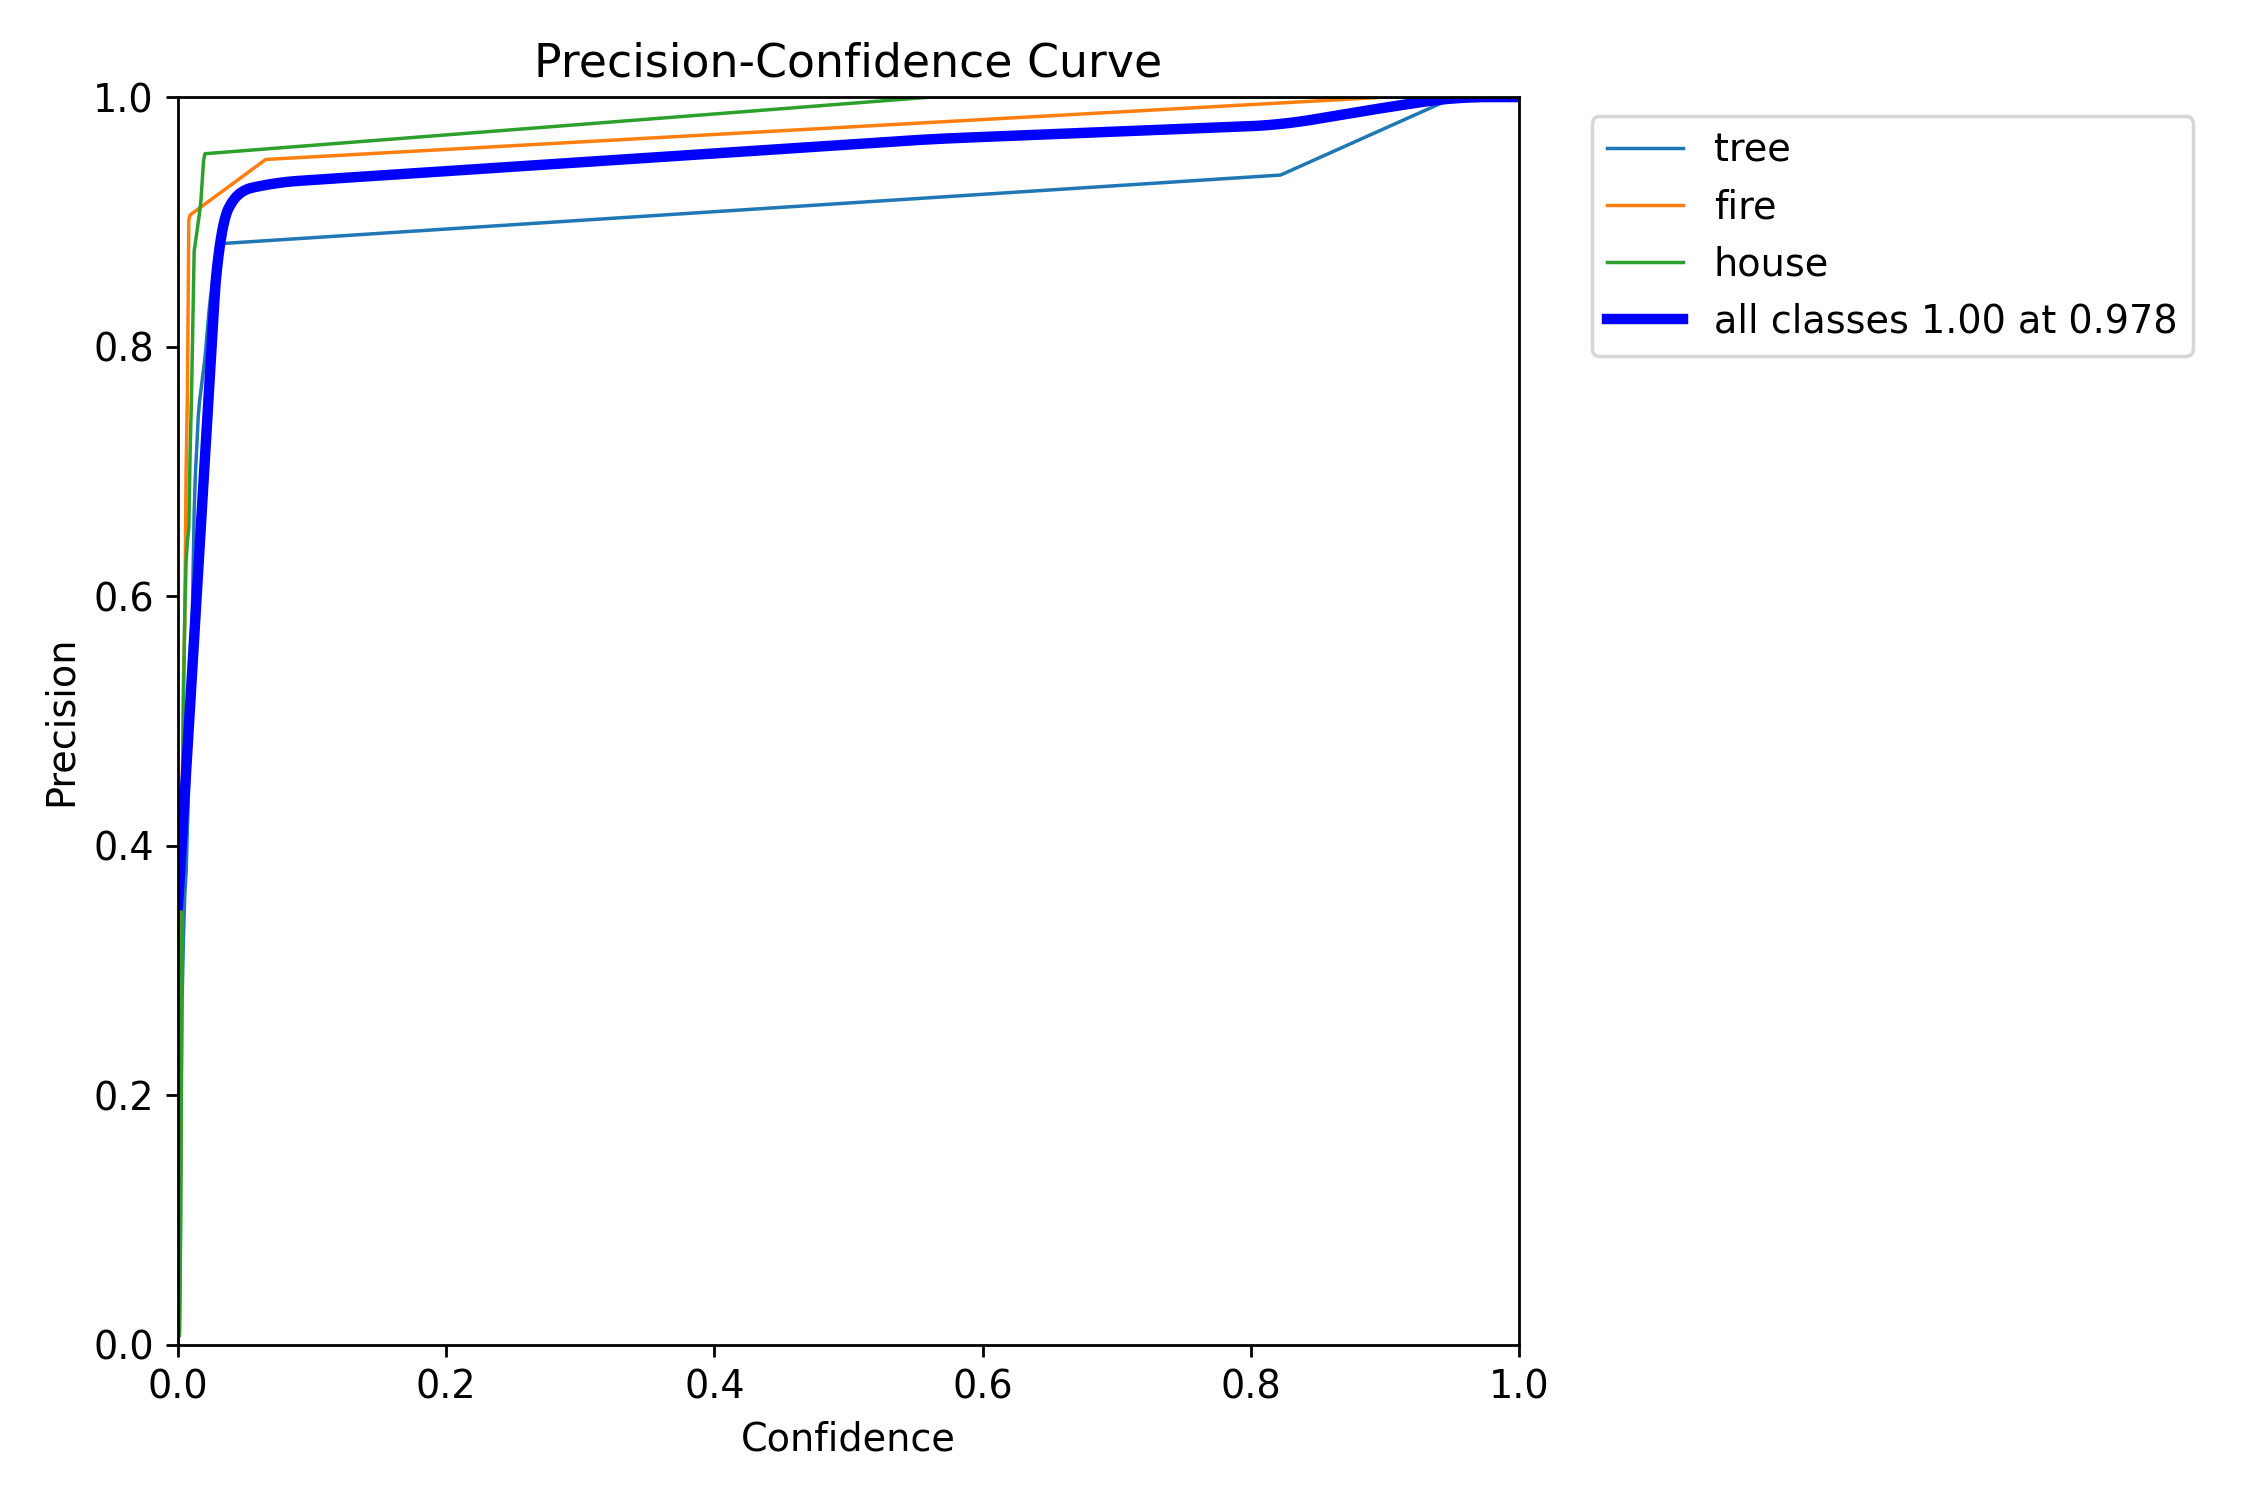 Precision-Confidence Curve
1.0
0.8
0.6
0.4
0.2
0.0
Precision
0.0 0.2 0.4 0.6 0.8 1.0
Confidence
tree
fire
house
all classes 1.00 at 0.978